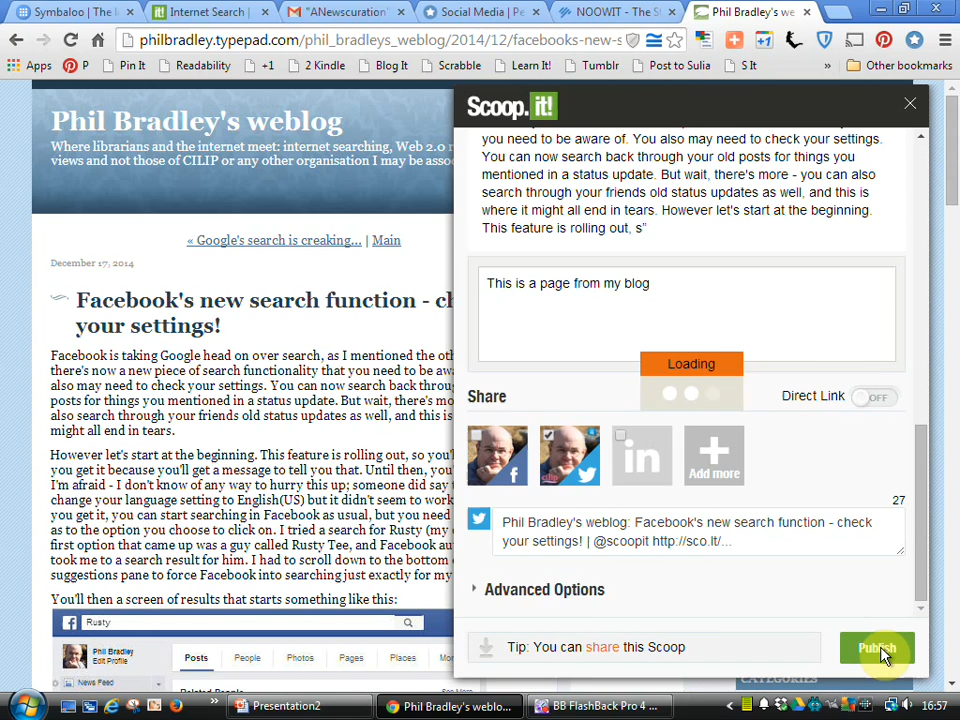 Symbaloo | The l
Internet Search |
"ANewscuration"
Social Media | Pe
NOOWIT - The S
Phil Bradley's we
philbradley.typepad.com/phil_bradleys_weblog/2014/12/facebooks-new-s
Apps
Pin It
Readability
+1
2 Kindle
Blog It
Scrabble
Learn It!
Tumblr
Post to Sulia
S It
»
Other bookmarks
Phil Bradley's weblog
Where librarians and the internet meet: internet searching, Web 2.0 r
views and not those of CILIP or any other organisation I may be asso
« Google's search is creaking... | Main
December 17, 2014
Facebook's new search function - ch
your settings!
Facebook is taking Google head on over search, as I mentioned the oth
there's now a new piece of search functionality that you need to be awa
also may need to check your settings. You can now search back throug
posts for things you mentioned in a status update. But wait, there's mo
also search through your friends old status updates as well, and this is
might all end in tears.
However let's start at the beginning. This feature is rolling out, so you'l
you get it because you'll get a message to tell you that. Until then, you'
I'm afraid - I don't know of any way to hurry this up; someone did say t
change your language setting to English(US) but it didn't seem to work
you get it, you can start searching in Facebook as usual, but you need
as to the option you choose to click on. I tried a search for Rusty (my c
first option that came up was a guy called Rusty Tee, and Facebook au
took me to a search result for him. I had to scroll down to the bottom o
suggestions pane to force Facebook into searching just exactly for my
You'll then a screen of results that starts something like this:
Rusty
Phil Bradley
Edit Profile
News Feed
Posts
People
Photos
Pages
Places
Mor
Scoop.it!
you need to be aware of. You also may need to check your settings.
You can now search back through your old posts for things you
mentioned in a status update. But wait, there's more - you can also
search through your friends old status updates as well, and this is
where it might all end in tears. However let's start at the beginning.
This feature is rolling out, s"
This is a page from my blog
Loading
Share
Direct Link
OFF
Add more
27
Phil Bradley's weblog: Facebook's new search function - check
your settings! | @scoopit http://sco.lt/...
Advanced Options
Tip: You can share this Scoop
Publish
CATEGORIES
Presentation2
Phil Bradley's weblo...
BB FlashBack Pro 4 ...
16:57